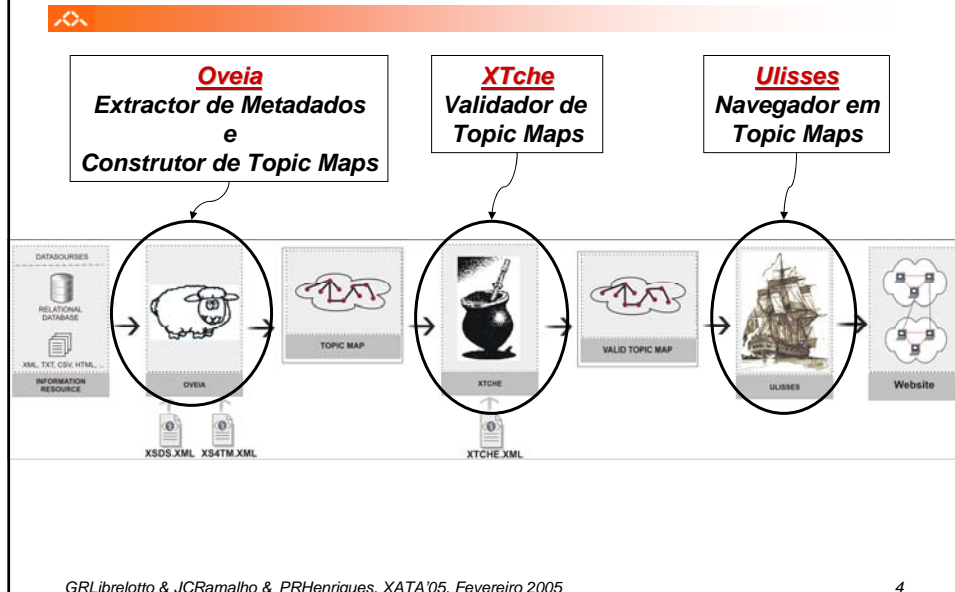 Oveia
Extractor de Metadados
e
Construtor de Topic Maps
XTche
Validador de
Topic Maps
Ulisses
Navegador em
Topic Maps
DATASOURSES
RELATIONAL
DATABASE
XML, TXT, CSV, HTML, ...
INFORMATION
RESOURCE
OVEIA
XSDS.XML XS4TM.XML
TOPIC MAP
XTCHE
XTCHE.XML
VALID TOPIC MAP
ULISSES
Website
GRLibrelotto & JCRamalho & PRHenriques, XATA'05, Fevereiro 2005
4